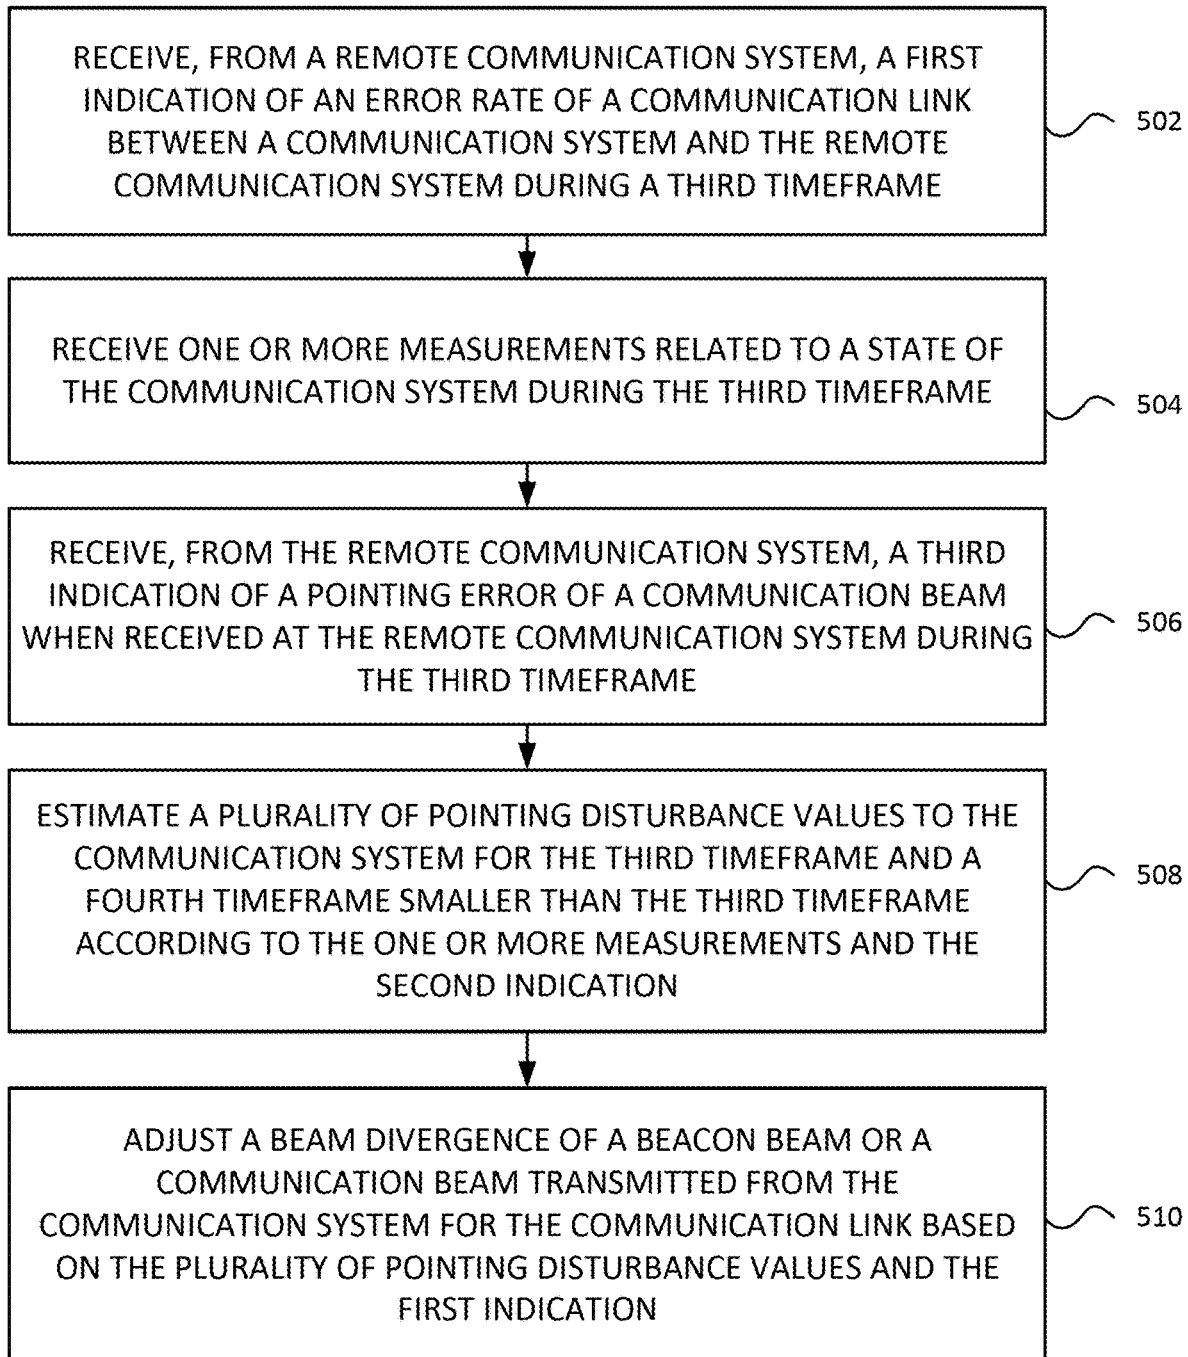 RECEIVE, FROM A REMOTE COMMUNICATION SYSTEM, A FIRST
INDICATION OF AN ERROR RATE OF A COMMUNICATION LINK
BETWEEN A COMMUNICATION SYSTEM AND THE REMOTE
COMMUNICATION SYSTEM DURING A THIRD TIMEFRAME
502
RECEIVE ONE OR MORE MEASUREMENTS RELATED TO A STATE OF
THE COMMUNICATION SYSTEM DURING THE THIRD TIMEFRAME
504
RECEIVE, FROM THE REMOTE COMMUNICATION SYSTEM, A THIRD
INDICATION OF A POINTING ERROR OF A COMMUNICATION BEAM
WHEN RECEIVED AT THE REMOTE COMMUNICATION SYSTEM DURING
THE THIRD TIMEFRAME
506
ESTIMATE A PLURALITY OF POINTING DISTURBANCE VALUES TO THE
COMMUNICATION SYSTEM FOR THE THIRD TIMEFRAME AND A
FOURTH TIMEFRAME SMALLER THAN THE THIRD TIMEFRAME
ACCORDING TO THE ONE OR MORE MEASUREMENTS AND THE
SECOND INDICATION
508
ADJUST A BEAM DIVERGENCE OF A BEACON BEAM OR A
COMMUNICATION BEAM TRANSMITTED FROM THE
COMMUNICATION SYSTEM FOR THE COMMUNICATION LINK BASED
ON THE PLURALITY OF POINTING DISTURBANCE VALUES AND THE
FIRST INDICATION
510